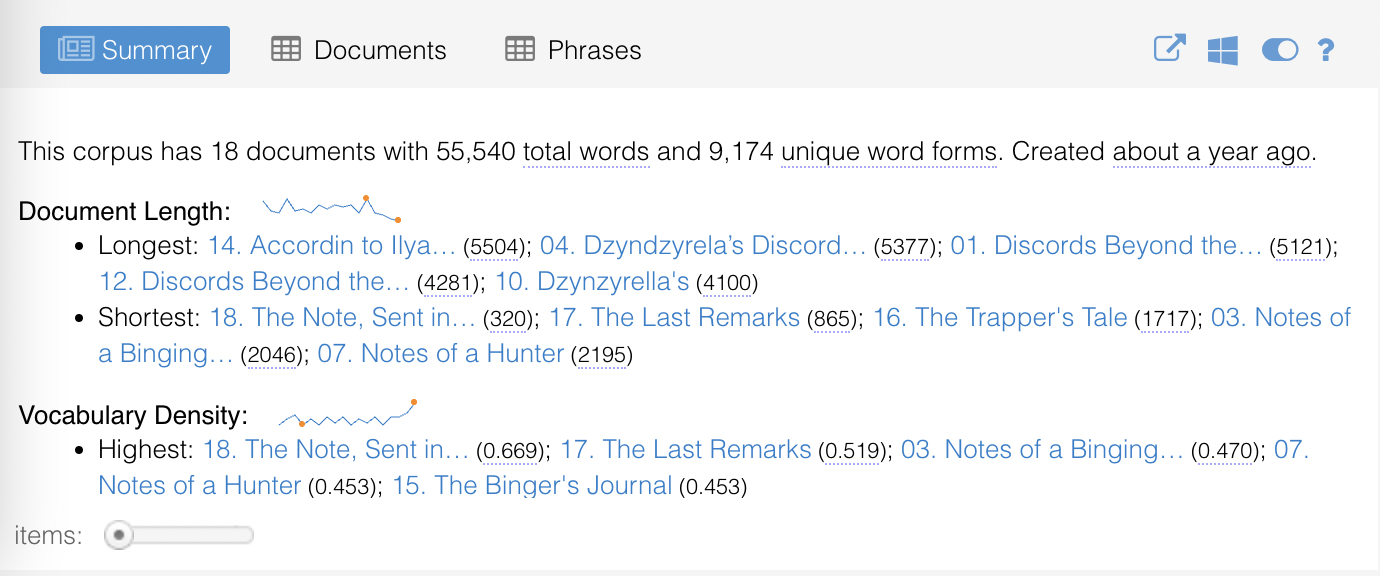 Summary Documents Phrases ?
This corpus has 18 documents with 55,540 total words and 9,174 unique word forms. Created about a year ago.
Document Length:
• Longest: 14. Accordin to Ilya… (5504); 04. Dzyndzyrela’s Discord… (5377); 01. Discords Beyond the… (5121);
12. Discords Beyond the… (4281); 10. Dzynzyrella's (4100)
• Shortest: 18. The Note, Sent in… (320); 17. The Last Remarks (865); 16. The Trapper's Tale (1717); 03. Notes of
a Binging… (2046); 07. Notes of a Hunter (2195)
Vocabulary Density:
• Highest: 18. The Note, Sent in… (0.669); 17. The Last Remarks (0.519); 03. Notes of a Binging… (0.470); 07.
Notes of a Hunter (0.453); 15. The Binger's Journal (0.453)
items: